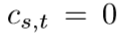 c_{s,t} = 0